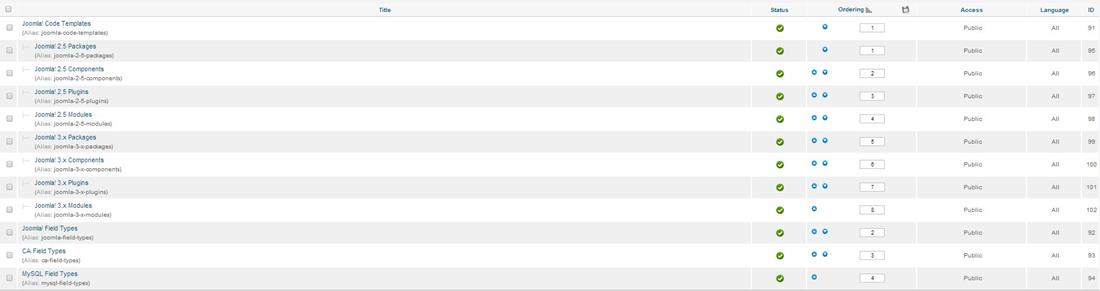 Title Status Ordering Access Language ID
Joomla! Code Templates 1 Public All 91
(Alias: joomla-code-templates)
Joomla! 2.5 Packages 1 Public All 95
(Alias: joomla-2-5-packages)
Joomla! 2.5 Components 2 Public All 96
(Alias: joomla-2-5-components)
Joomla! 2.5 Plugins 3 Public All 97
(Alias: joomla-2-5-plugins)
Joomla! 2.5 Modules 4 Public All 98
(Alias: joomla-2-5-modules)
Joomla! 3.x Packages 5 Public All 99
(Alias: joomla-3-x-packages)
Joomla! 3.x Components 6 Public All 100
(Alias: joomla-3-x-components)
Joomla! 3.x Plugins 7 Public All 101
(Alias: joomla-3-x-plugins)
Joomla! 3.x Modules 8 Public All 102
(Alias: joomla-3-x-modules)
Joomla! Field Types 2 Public All 92
(Alias: joomla-field-types)
CA Field Types 3 Public All 93
(Alias: ca-field-types)
MySQL Field Types 4 Public All 94
(Alias: mysql-field-types)